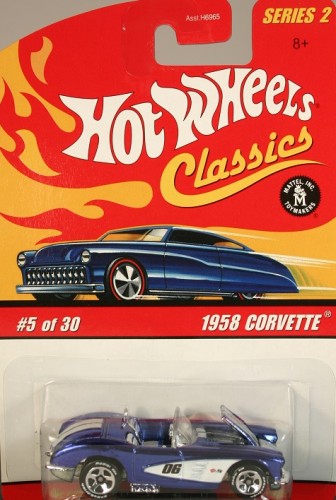 SERIES 2
Asst.H6965
8+
HOT WHEELS
Classics
MATTEL, INC.
M
TOYMAKERS
#5 of 30
1958 CORVETTE®
06